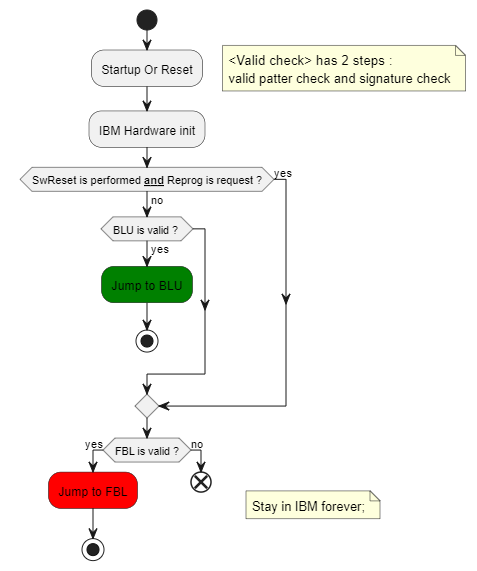 Startup Or Reset
<Valid check> has 2 steps :
valid patter check and signature check
IBM Hardware init
SwReset is performed and Reprog is request ?
yes
no
BLU is valid ?
yes
Jump to BLU
yes
FBL is valid ?
no
Jump to FBL
Stay in IBM forever;